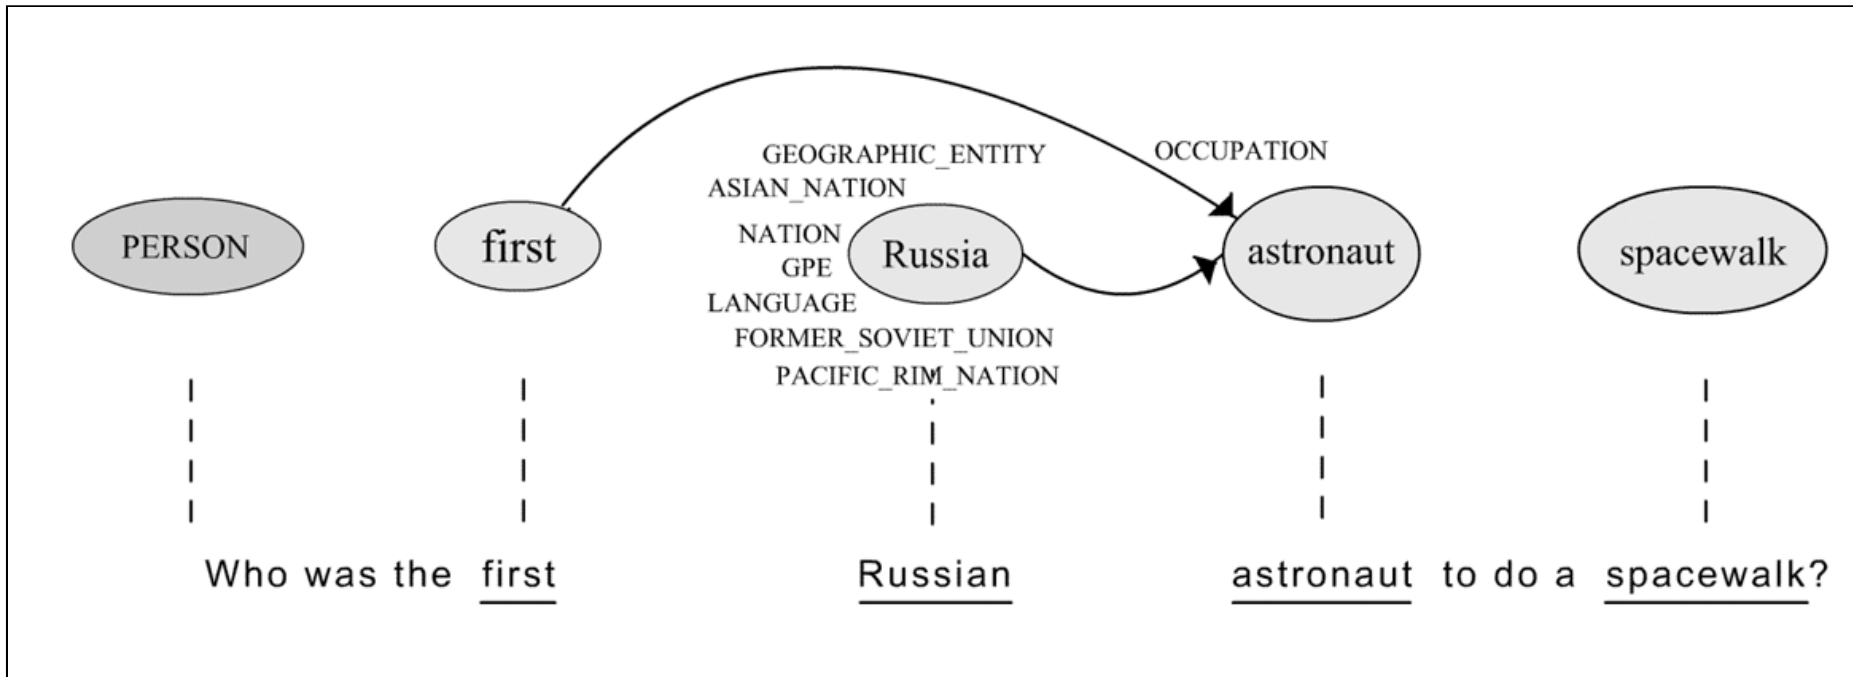 GEOGRAPHIC_ENTITY
OCCUPATION
ASIAN_NATION
PERSON
first
NATION
GPE
LANGUAGE
Russia
astronaut
spacewalk
FORMER_SOVIET_UNION
PACIFIC_RIM_NATION
Who was the first Russian astronaut to do a spacewalk?